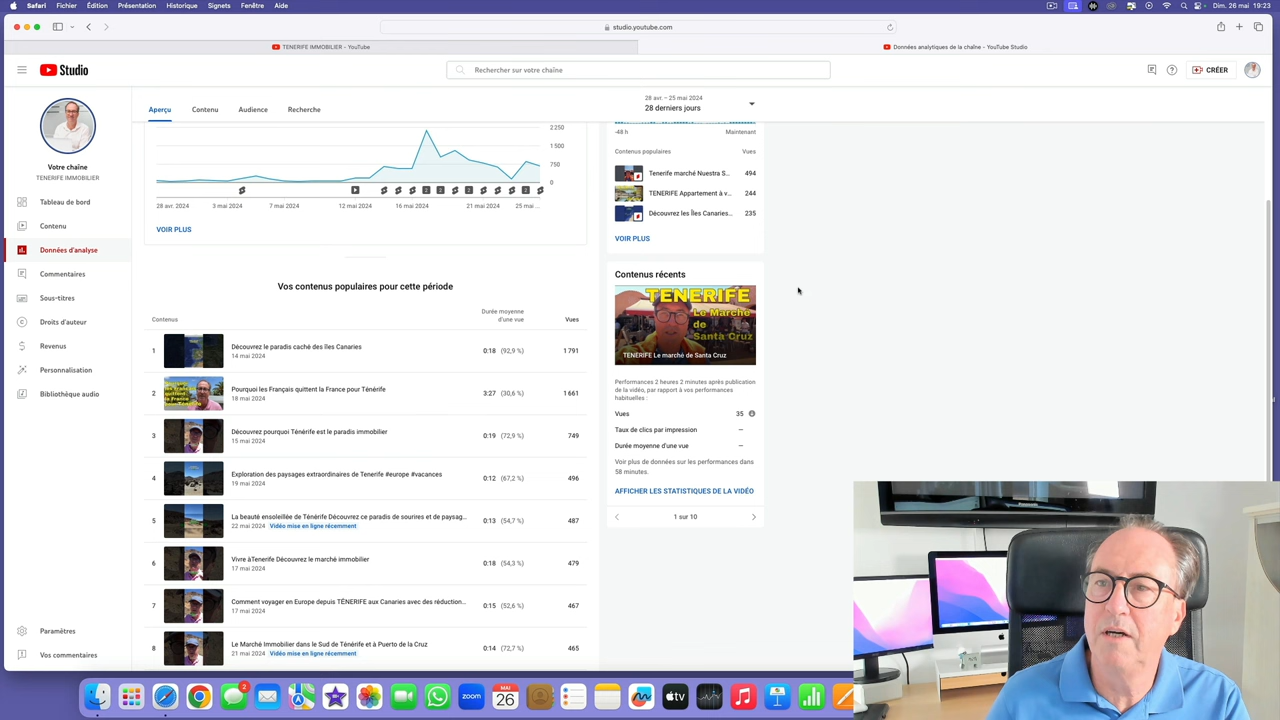 Safari Fichier Édition Présentation Historique Signets Fenêtre Aide
Dim. 26 mai 19:23
studio.youtube.com
TENERIFE IMMOBILIER - YouTube
Données analytiques de la chaîne - YouTube Studio
Studio
Rechercher sur votre chaîne
CRÉER
Votre chaîne
TENERIFE IMMOBILIER
Tableau de bord
Contenu
Données d'analyse
Commentaires
Sous-titres
Droits d'auteur
Revenus
Personnalisation
Bibliothèque audio
Paramètres
Vos commentaires
Aperçu Contenu Audience Recherche
28 avr. – 25 mai 2024
28 derniers jours
2 250
1 500
750
0
2 2 2 2
28 avr. 2024 3 mai 2024 7 mai 2024 12 mai 2024 16 mai 2024 21 mai 2024 25 mai ...
VOIR PLUS
Vos contenus populaires pour cette période
Contenus
Durée moyenne
d'une vue
Vues
1 Découvrez le paradis caché des îles Canaries 0:18 (92,9 %) 1 791
14 mai 2024
2 Pourquoi les Français quittent la France pour Ténérife 3:27 (30,6 %) 1 661
18 mai 2024
3 Découvrez pourquoi Ténérife est le paradis immobilier 0:19 (72,9 %) 749
15 mai 2024
4 Exploration des paysages extraordinaires de Tenerife #europe #vacances 0:12 (67,2 %) 496
19 mai 2024
5 La beauté ensoleillée de Ténérife Découvrez ce paradis de sourires et de paysag... 0:13 (54,7 %) 487
22 mai 2024 Vidéo mise en ligne récemment
6 Vivre àTenerife Découvrez le marché immobilier 0:18 (54,3 %) 479
17 mai 2024
7 Comment voyager en Europe depuis TÉNERIFE aux Canaries avec des réduction... 0:15 (52,6 %) 467
17 mai 2024
8 Le Marché Immobilier dans le Sud de Ténérife et à Puerto de la Cruz 0:14 (72,7 %) 465
21 mai 2024 Vidéo mise en ligne récemment
-48 h Maintenant
Contenus populaires Vues
Tenerife marché Nuestra S... 494
TENERIFE Appartement à v... 244
Découvrez les Îles Canaries... 235
VOIR PLUS
Contenus récents
TENERIFE
Le Marché
de
Santa Cruz
TENERIFE Le marché de Santa Cruz
Performances 2 heures 2 minutes après publication
de la vidéo, par rapport à vos performances
habituelles :
Vues 35
Taux de clics par impression –
Durée moyenne d'une vue –
Voir plus de données sur les performances dans
58 minutes.
AFFICHER LES STATISTIQUES DE LA VIDÉO
1 sur 10
2
zoom
MAI
26
tv